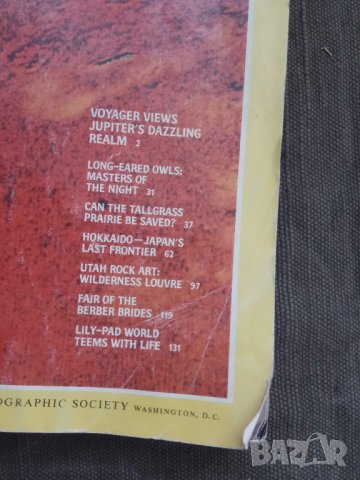 VOYAGER VIEWS
JUPITER'S DAZZLING
REALM 2
LONG-EARED OWLS:
MASTERS OF
THE NIGHT 31
CAN THE TALLGRASS
PRAIRIE BE SAVED? 37
HOKKAIDO—JAPAN'S
LAST FRONTIER 62
UTAH ROCK ART:
WILDERNESS LOUVRE 97
FAIR OF THE
BERBER BRIDES 119
LILY-PAD WORLD
TEEMS WITH LIFE 131
OGRAPHIC SOCIETY WASHINGTON, D.C.
BAZAR.bg